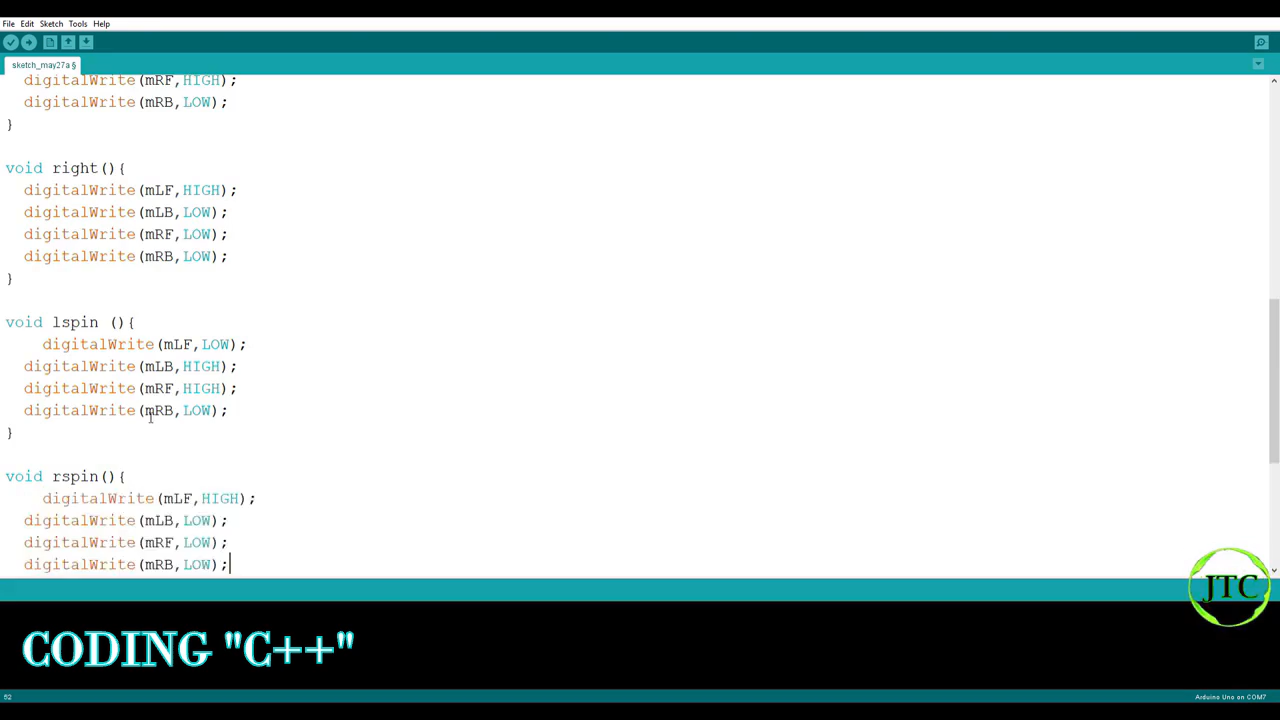 File Edit Sketch Tools Help
sketch_may27a §
digitalWrite(mRF,HIGH);
digitalWrite(mRB,LOW);
}
void right(){
digitalWrite(mLF,HIGH);
digitalWrite(mLB,LOW);
digitalWrite(mRF,LOW);
digitalWrite(mRB,LOW);
}
void lspin (){
digitalWrite(mLF,LOW);
digitalWrite(mLB,HIGH);
digitalWrite(mRF,HIGH);
digitalWrite(mRB,LOW);
}
void rspin(){
digitalWrite(mLF,HIGH);
digitalWrite(mLB,LOW);
digitalWrite(mRF,LOW);
digitalWrite(mRB,LOW);
JTC
CODING "C++"
52 Arduino Uno on COM7